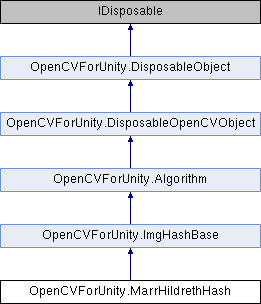 IDisposable
OpenCVForUnity.DisposableObject
OpenCVForUnity.DisposableOpenCVObject
OpenCVForUnity.Algorithm
OpenCVForUnity.ImgHashBase
OpenCVForUnity.MarrHildrethHash